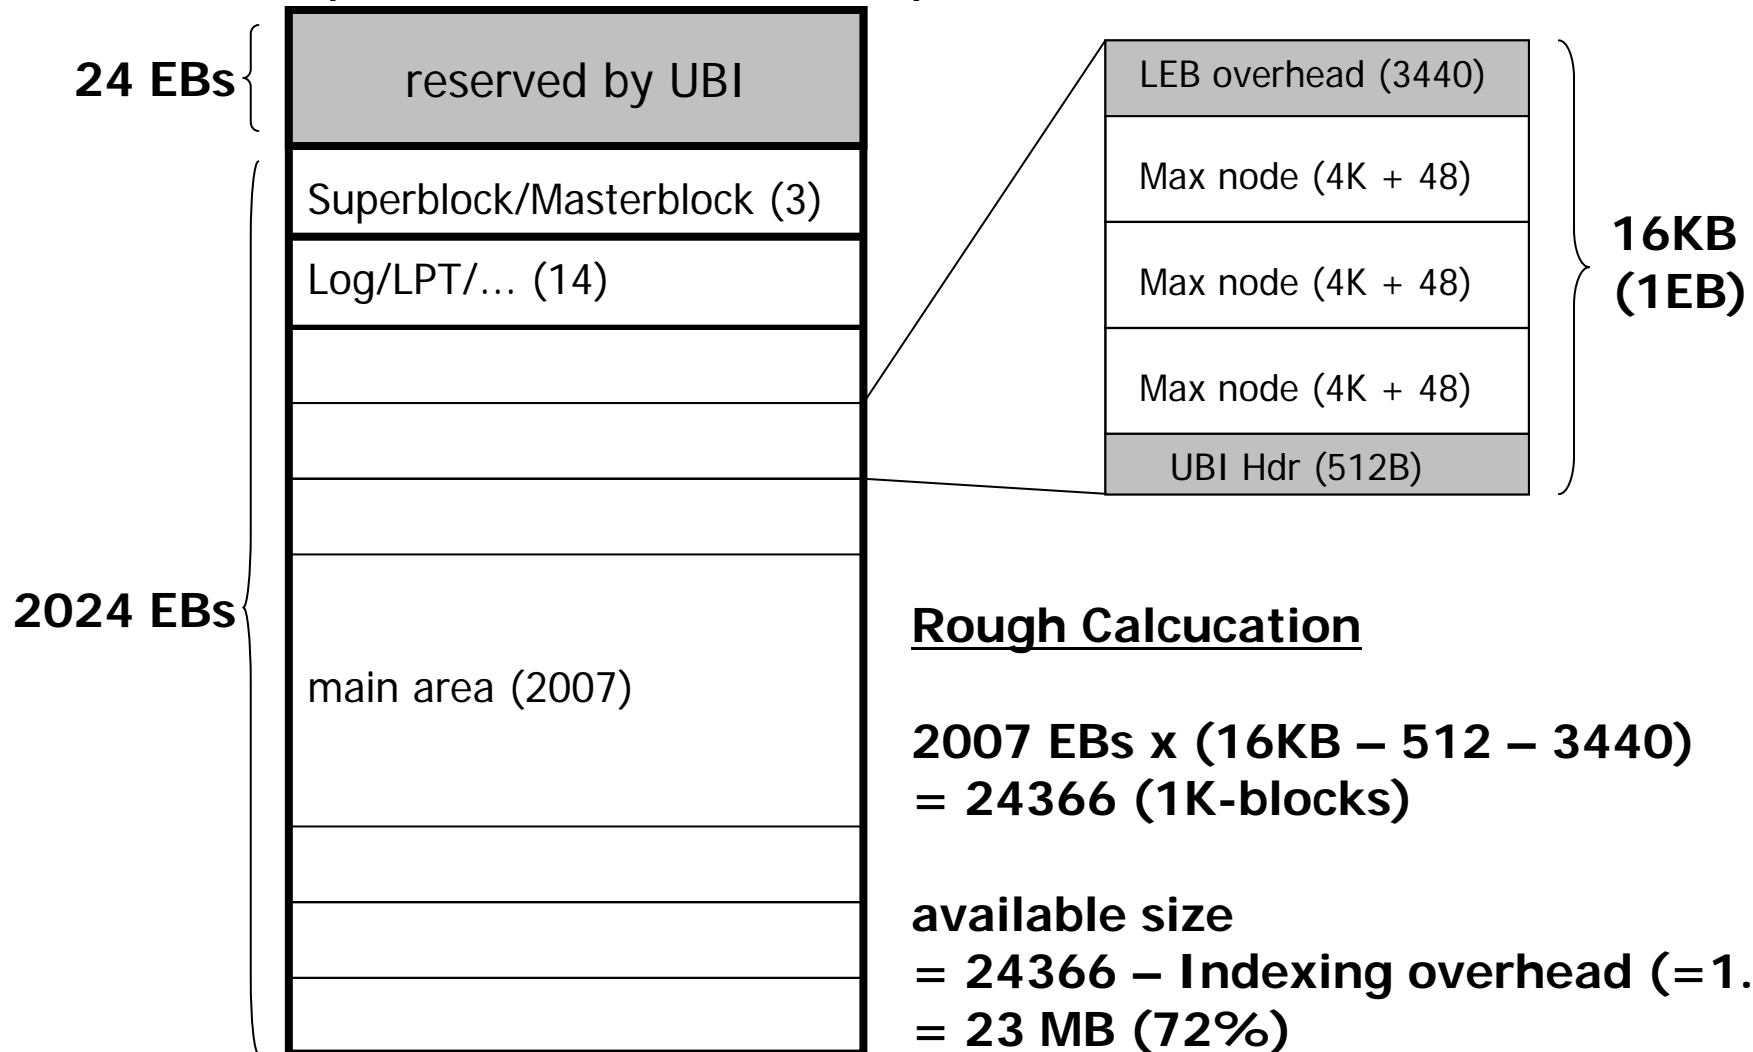 24 EBs
reserved by UBI
Superblock/Masterblock (3)
Log/LPT/... (14)
2024 EBs
main area (2007)
LEB overhead (3440)
Max node (4K + 48)
Max node (4K + 48)
Max node (4K + 48)
UBI Hdr (512B)
16KB
(1EB)
Rough Calcucation
2007 EBs x (16KB – 512 – 3440)
= 24366 (1K-blocks)
available size
= 24366 – Indexing overhead (=1.
= 23 MB (72%)